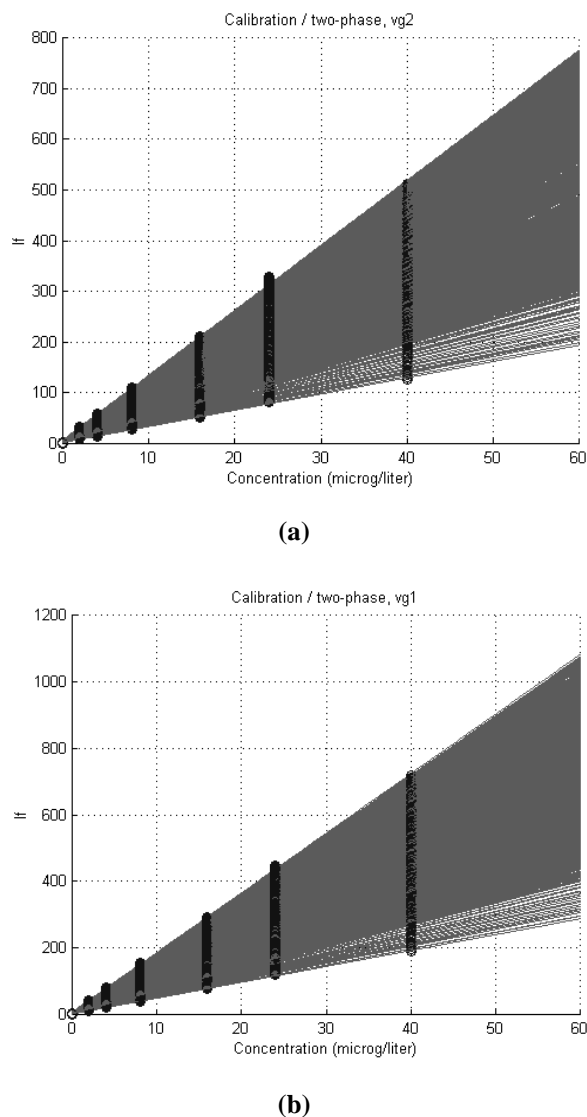 Calibration / two-phase, vg2
800
700
600
500
400
300
200
100
0
If
0 10 20 30 40 50 60
Concentration (microg/liter)
(a)
Calibration / two-phase, vg1
1200
1000
800
600
400
200
0
If
0 10 20 30 40 50 60
Concentration (microg/liter)
(b)